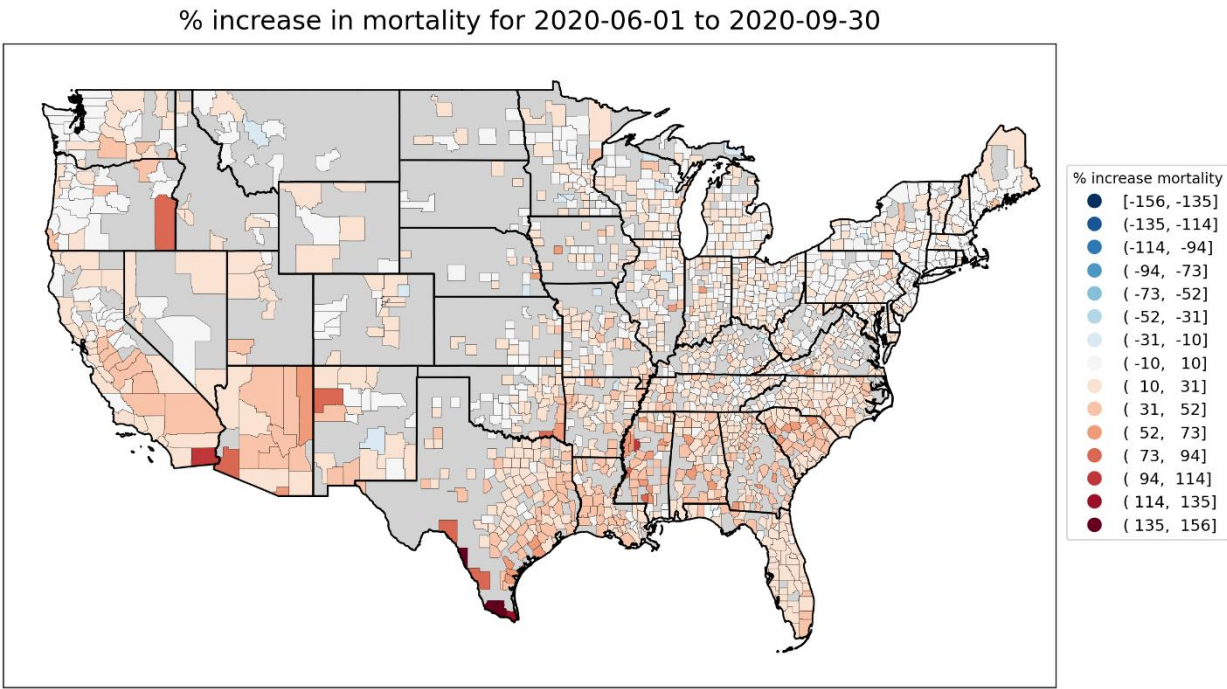 % increase in mortality for 2020-06-01 to 2020-09-30
% increase mortality
[-156, -135]
(-135, -114]
(-114, -94]
( -94, -73]
( -73, -52]
( -52, -31]
( -31, -10]
( -10, 10]
( 10, 31]
( 31, 52]
( 52, 73]
( 73, 94]
( 94, 114]
( 114, 135]
( 135, 156]